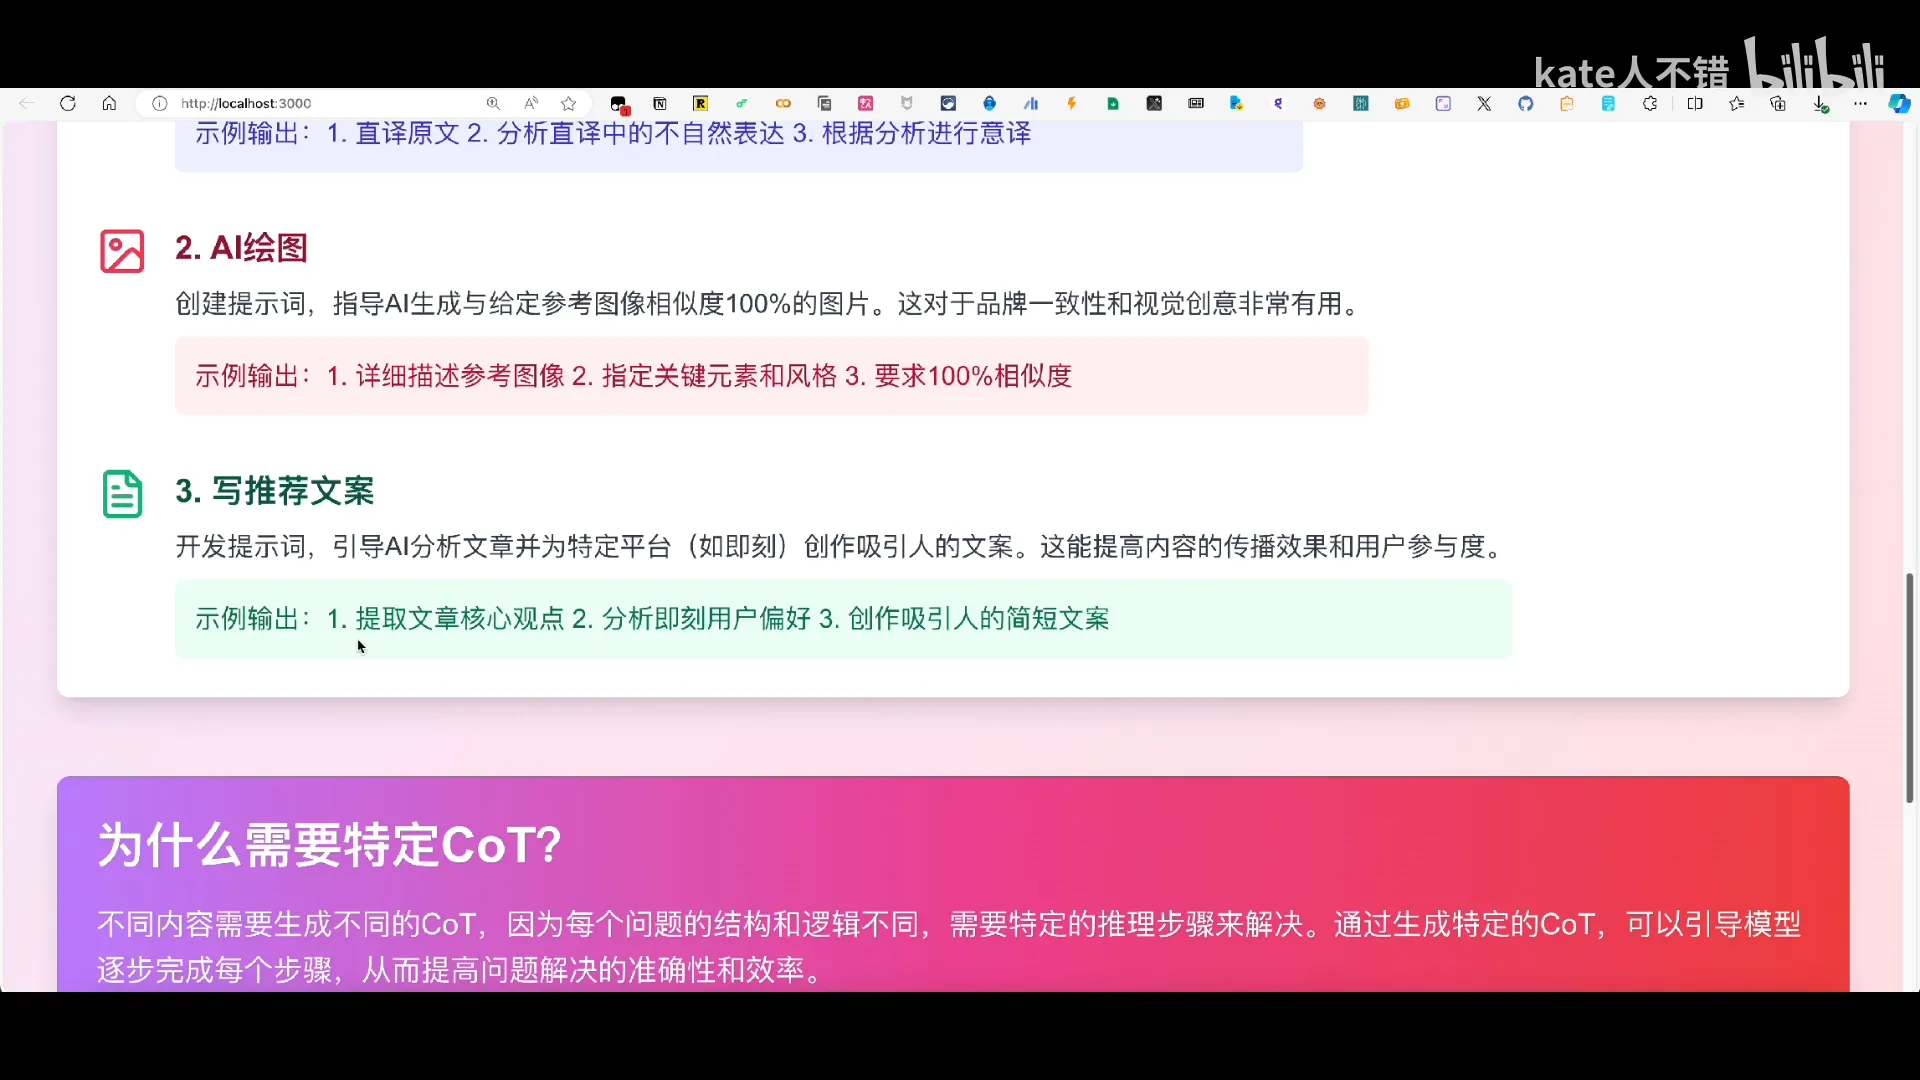 kate人不错 bilibili
http://localhost:3000
示例输出：1. 直译原文 2. 分析直译中的不自然表达 3. 根据分析进行意译
2. AI绘图
创建提示词，指导AI生成与给定参考图像相似度100%的图片。这对于品牌一致性和视觉创意非常有用。
示例输出：1. 详细描述参考图像 2. 指定关键元素和风格 3. 要求100%相似度
3. 写推荐文案
开发提示词，引导AI分析文章并为特定平台（如即刻）创作吸引人的文案。这能提高内容的传播效果和用户参与度。
示例输出：1. 提取文章核心观点 2. 分析即刻用户偏好 3. 创作吸引人的简短文案
为什么需要特定CoT?
不同内容需要生成不同的CoT，因为每个问题的结构和逻辑不同，需要特定的推理步骤来解决。通过生成特定的CoT，可以引导模型
逐步完成每个步骤，从而提高问题解决的准确性和效率。